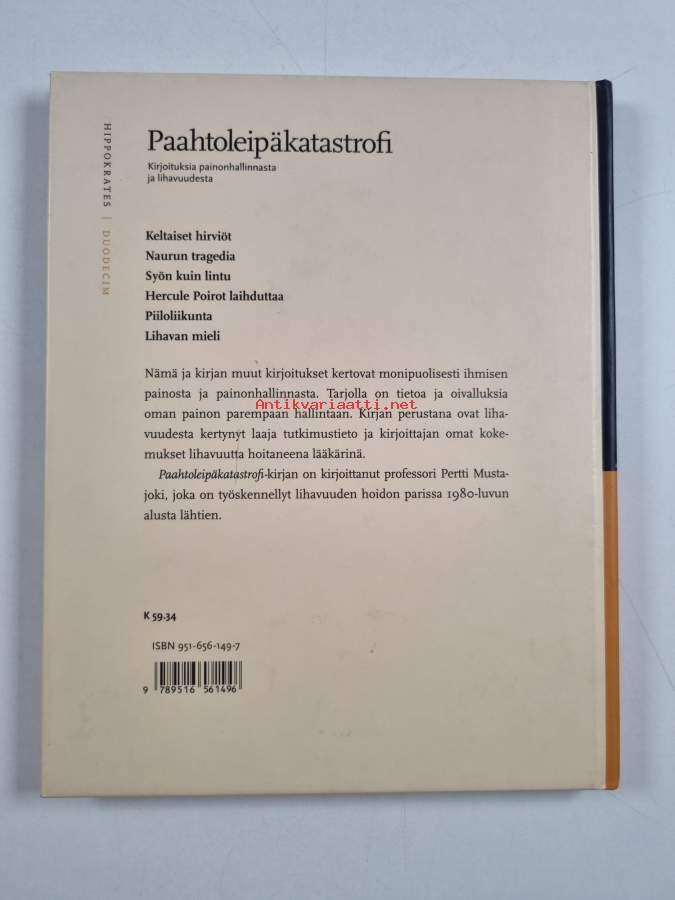 HIPPOKRATES | DUODECIM
Paahtoleipäkatastrofi
Kirjoituksia painonhallinnasta
ja lihavuudesta
Keltaiset hirviöt
Naurun tragedia
Syön kuin lintu
Hercule Poirot laihduttaa
Piiloliikunta
Lihavan mieli
Nämä ja kirjan muut kirjoitukset kertovat monipuolisesti ihmisen
painosta ja painonhallinnasta. Tarjolla on tietoa ja oivalluksia
Antikvariaatti.net
oman painon parempaan hallintaan. Kirjan perustana ovat liha-
vuudesta kertynyt laaja tutkimustieto ja kirjoittajan omat koke-
mukset lihavuutta hoitaneena lääkärinä.
Paahtoleipäkatastrofi-kirjan on kirjoittanut professori Pertti Musta-
joki, joka on työskennellyt lihavuuden hoidon parissa 1980-luvun
alusta lähtien.
K 59.34
ISBN 951-656-149-7
9 789516 561496